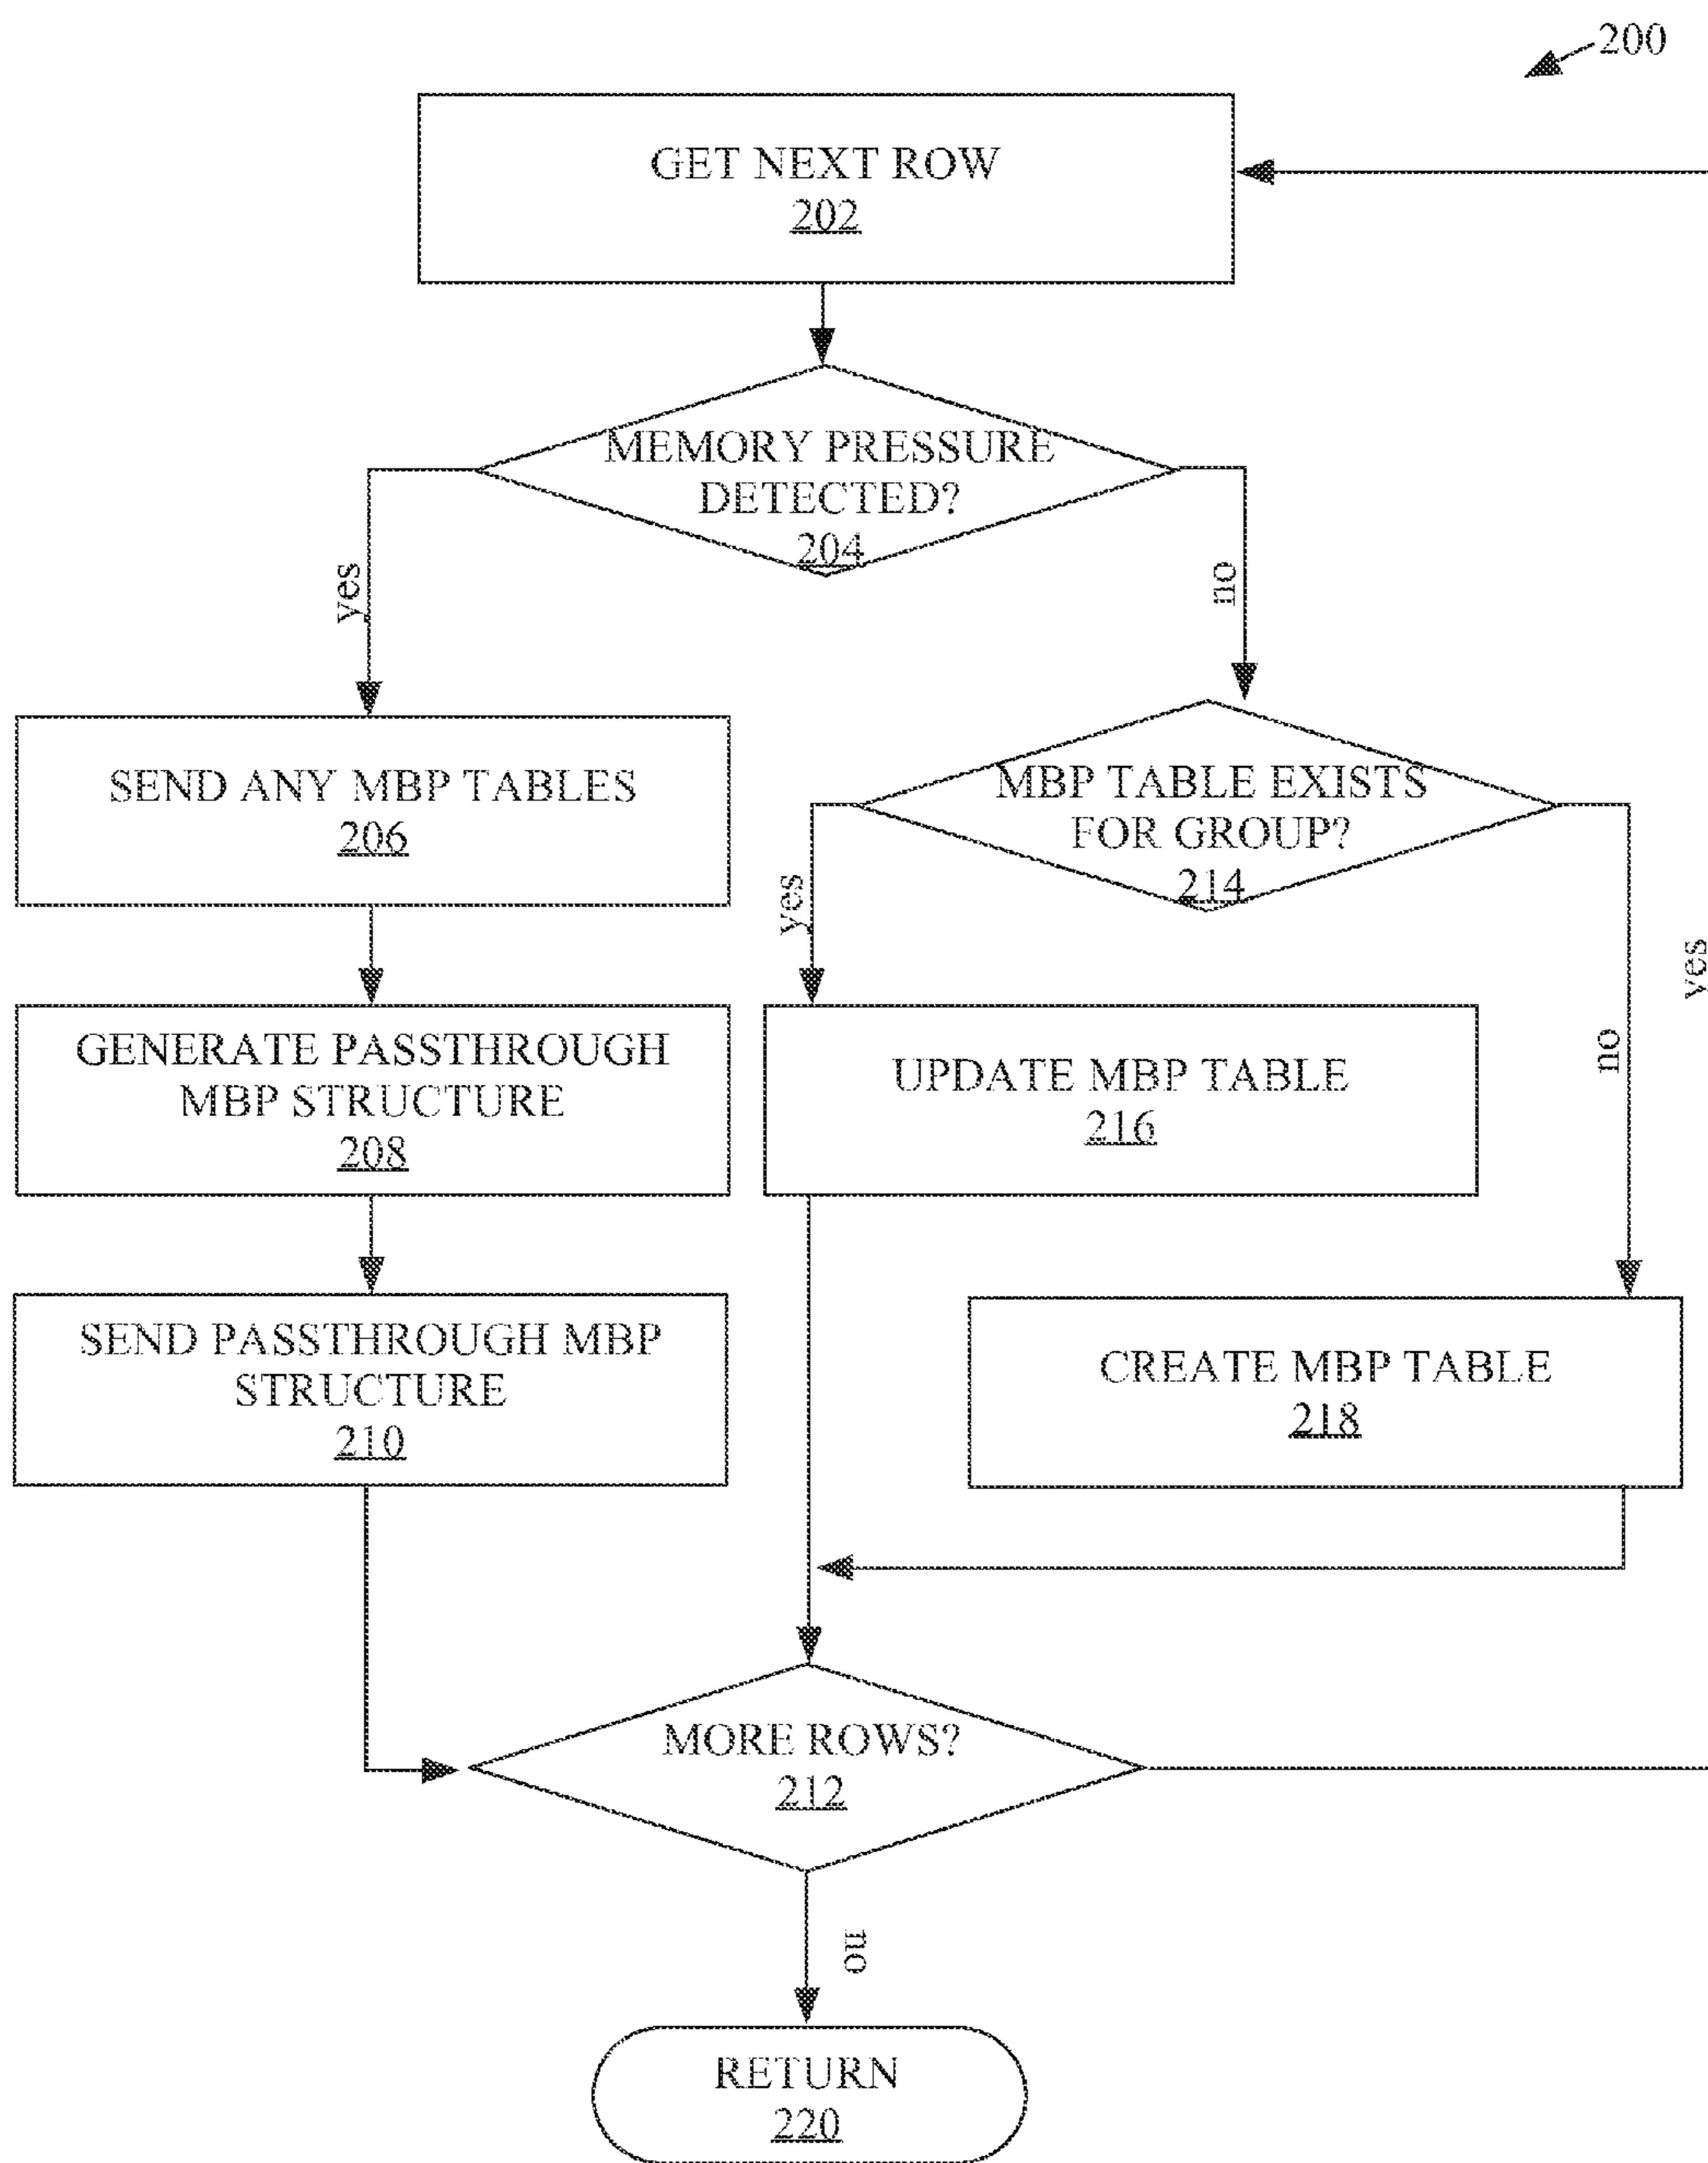 200
GET NEXT ROW
202
MEMORY PRESSURE
DETECTED?
204
yes
no
SEND ANY MBP TABLES
206
MBP TABLE EXISTS
FOR GROUP?
214
yes
no
yes
GENERATE PASSTHROUGH
MBP STRUCTURE
208
UPDATE MBP TABLE
216
SEND PASSTHROUGH MBP
STRUCTURE
210
CREATE MBP TABLE
218
MORE ROWS?
212
no
RETURN
220